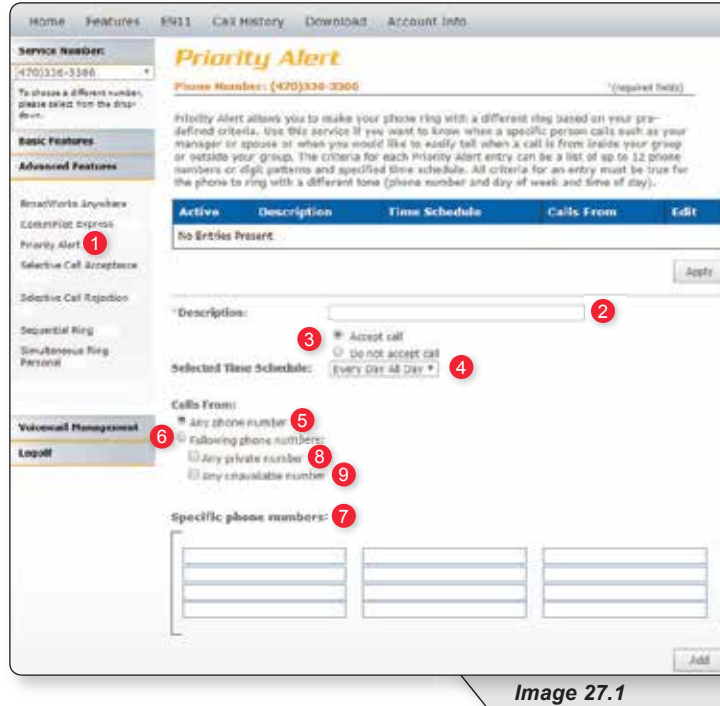 Home Features E911 Call History Download Account Info
Service Number:
(470)336-3366
To choose a different number, please select from the drop-down.
Basic Features
Advanced Features
BroadWorks Anywhere
CommPilot Express
Priority Alert 1
Selective Call Acceptance
Selective Call Rejection
Sequential Ring
Simultaneous Ring Personal
Voicemail Management
Logoff
Priority Alert
Phone Number: (470)336-3366 *(required fields)
Priority Alert allows you to make your phone ring with a different ring based on your pre-
defined criteria. Use this service if you want to know when a specific person calls such as your
manager or spouse or when you would like to easily tell when a call is from inside your group
or outside your group. The criteria for each Priority Alert entry can be a list of up to 12 phone
numbers or digit patterns and specified time schedule. All criteria for an entry must be true for
the phone to ring with a different tone (phone number and day of week and time of day).
Active Description Time Schedule Calls From Edit
No Entries Present
Apply
*Description: 2
3 Accept call
Do not accept call
Selected Time Schedule: Every Day All Day 4
Calls From:
Any phone number 5
6 Following phone numbers:
Any private number 8
Any unavailable number 9
Specific phone numbers: 7
Add
Image 27.1